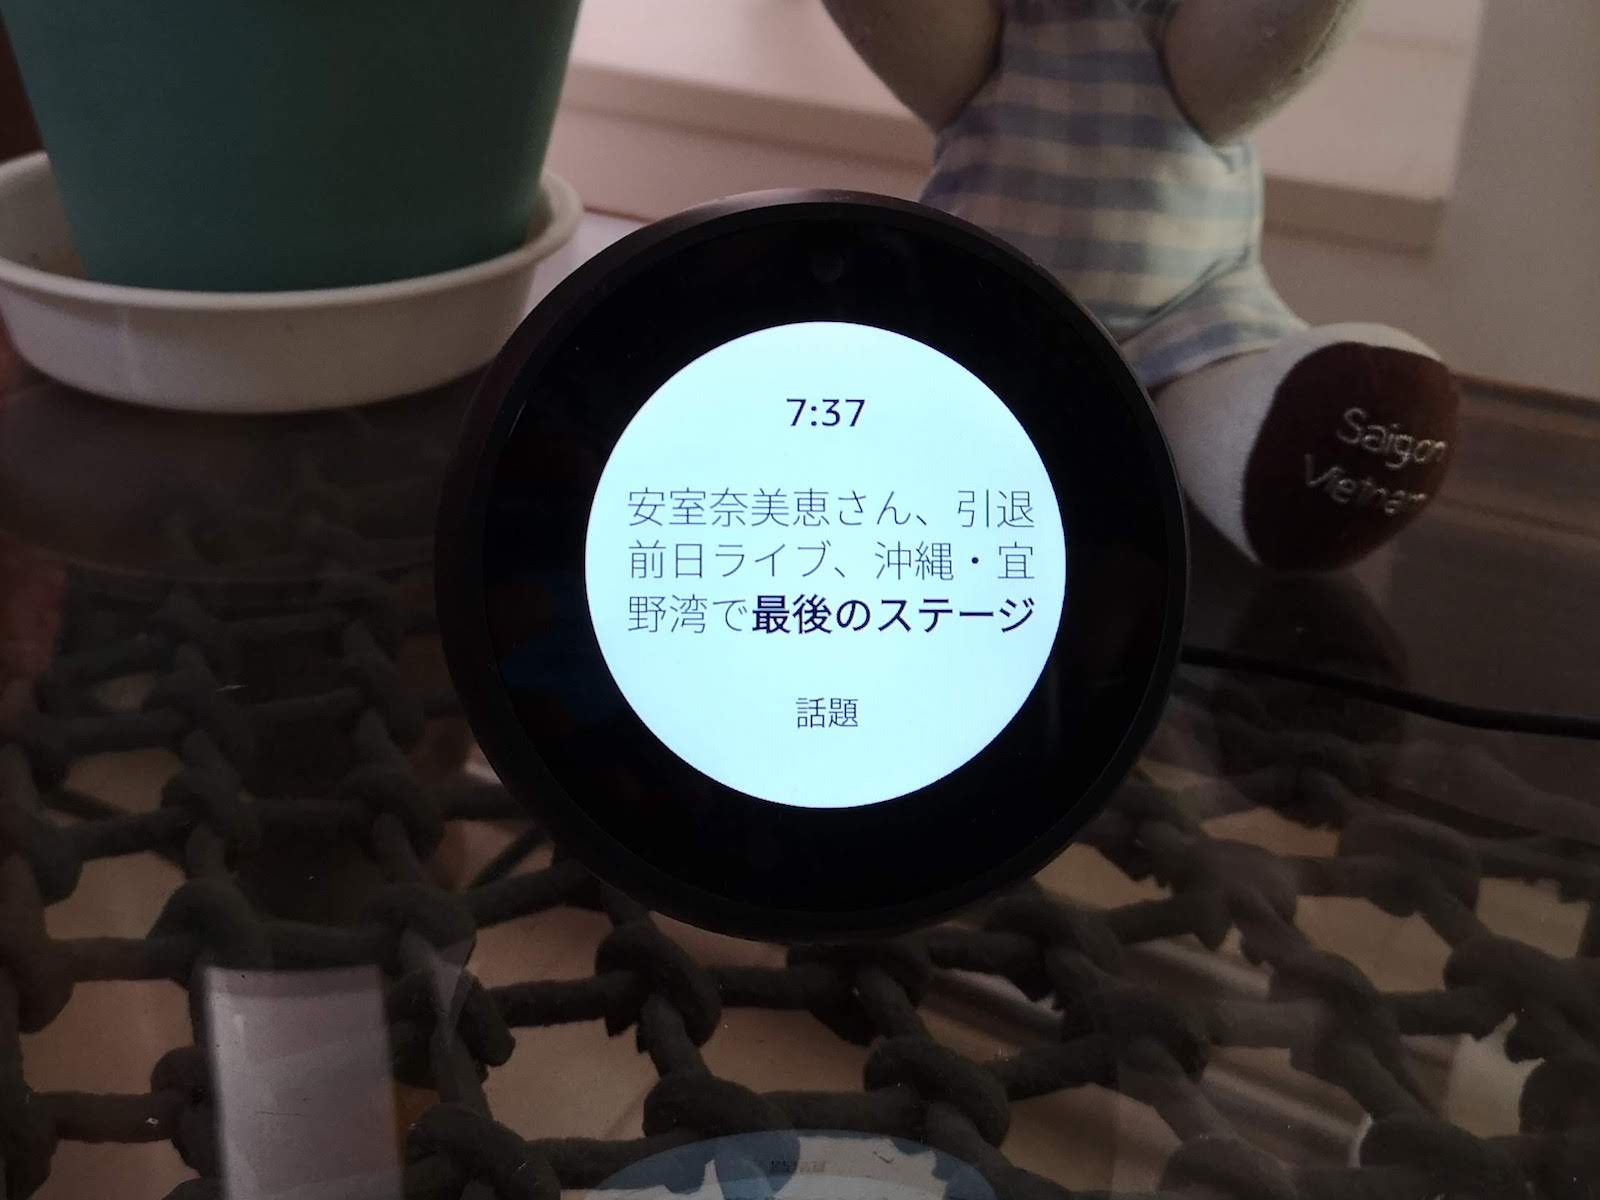 7:37
安室奈美恵さん、引退
前日ライブ、沖縄・宜
野湾で最後のステージ
話題
Saigon
Vietnam